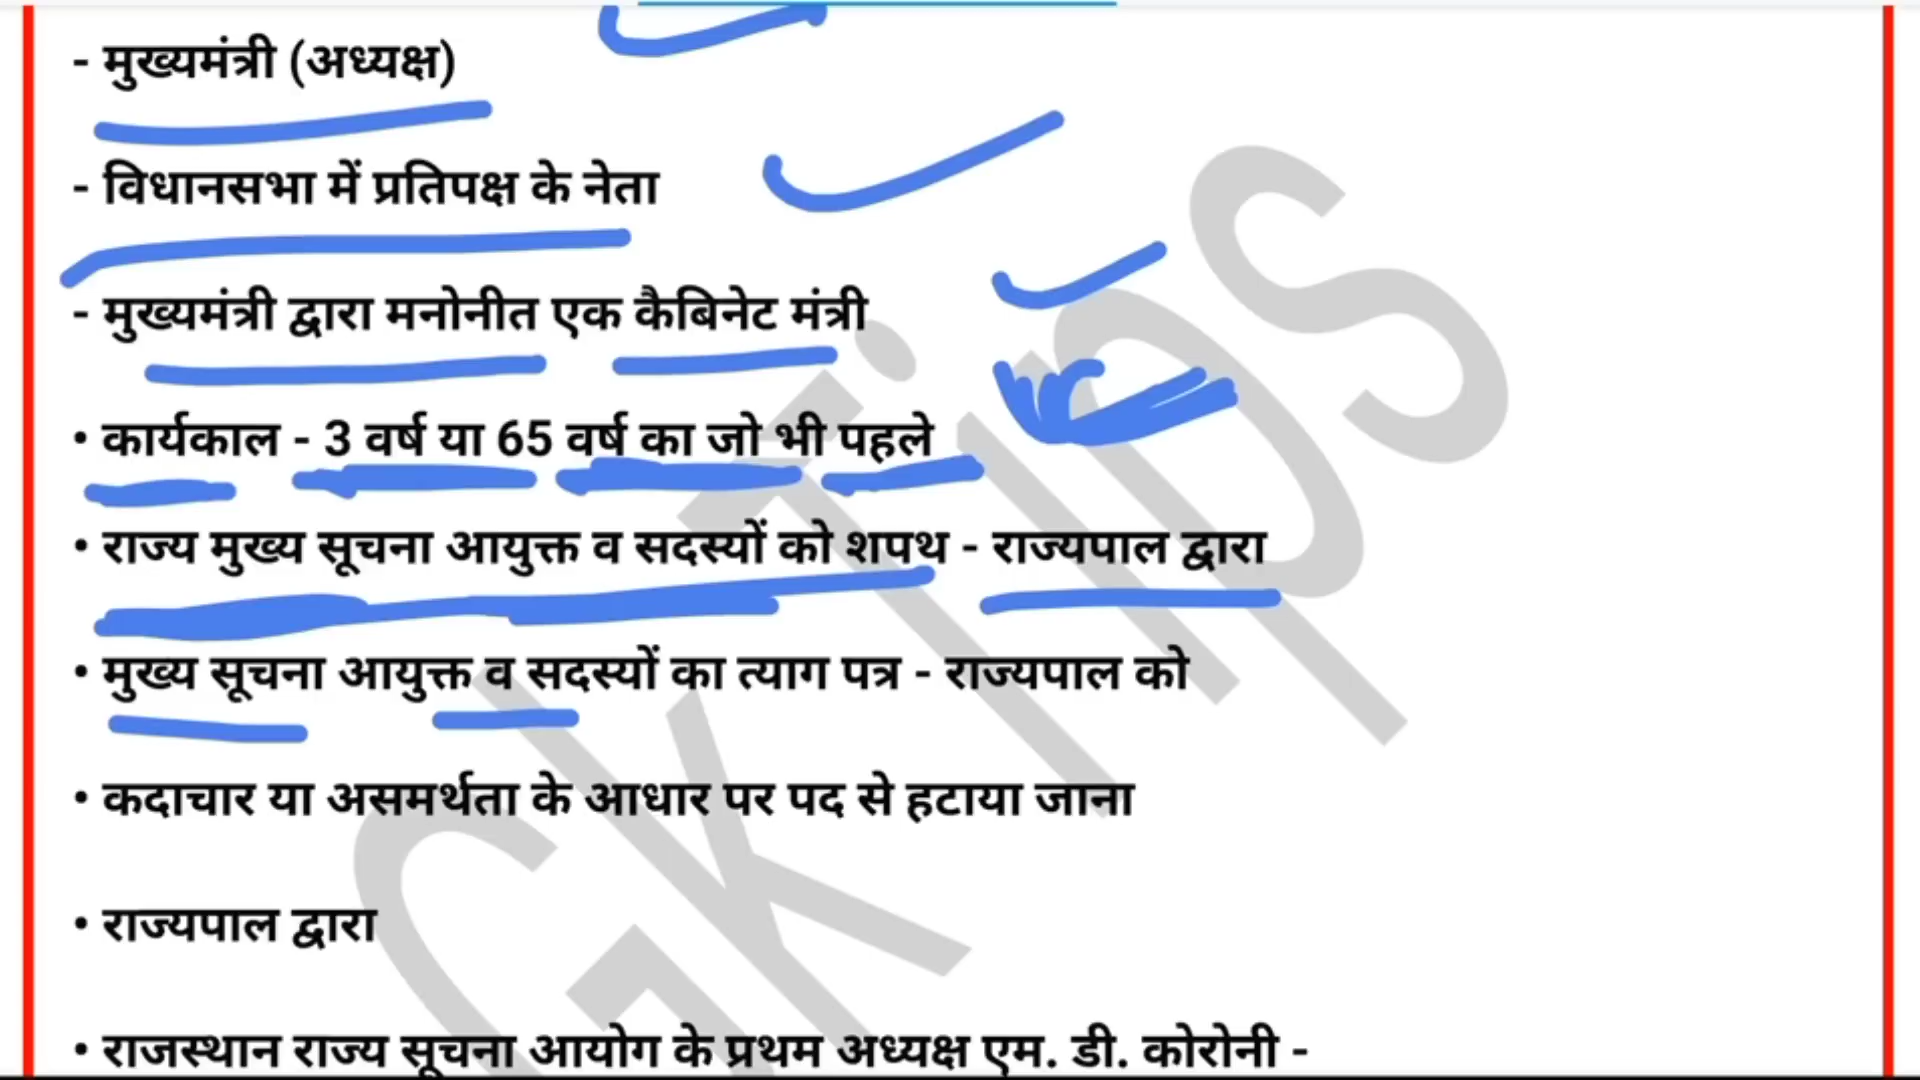 - मुख्यमंत्री (अध्यक्ष)
- विधानसभा में प्रतिपक्ष के नेता
- मुख्यमंत्री द्वारा मनोनीत एक कैबिनेट मंत्री
• कार्यकाल - 3 वर्ष या 65 वर्ष का जो भी पहले
• राज्य मुख्य सूचना आयुक्त व सदस्यों को शपथ - राज्यपाल द्वारा
• मुख्य सूचना आयुक्त व सदस्यों का त्याग पत्र - राज्यपाल को
• कदाचार या असमर्थता के आधार पर पद से हटाया जाना
• राज्यपाल द्वारा
• राजस्थान राज्य सूचना आयोग के प्रथम अध्यक्ष एम. डी. कोरोनी -
Gk Tips